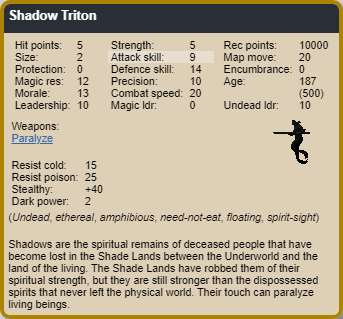 Shadow Triton
Hit points: 5 Strength: 5 Rec points: 10000
Size: 2 Attack skill: 9 Map move: 20
Protection: 0 Defence skill: 14 Encumbrance: 0
Magic res: 12 Precision: 10 Age: 187
Morale: 13 Combat speed: 20 (500)
Leadership: 10 Magic ldr: 0 Undead ldr: 10
Weapons:
Paralyze
Resist cold: 15
Resist poison: 25
Stealthy: +40
Dark power: 2
(Undead, ethereal, amphibious, need-not-eat, floating, spirit-sight)
Shadows are the spiritual remains of deceased people that have
become lost in the Shade Lands between the Underworld and the
land of the living. The Shade Lands have robbed them of their
spiritual strength, but they are still stronger than the dispossessed
spirits that never left the physical world. Their touch can paralyze
living beings.